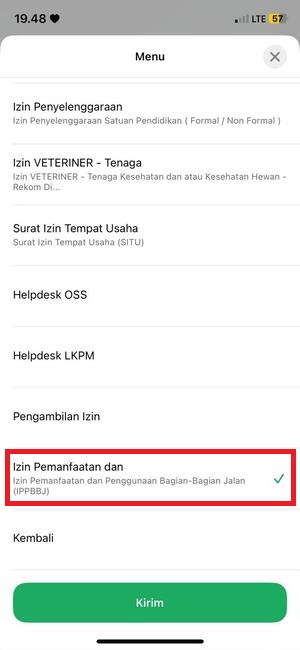 19.48
LTE 57
Menu
Izin Penyelenggaraan
Izin Penyelenggaraan Satuan Pendidikan ( Formal / Non Formal )
Izin VETERINER - Tenaga
Izin VETERINER - Tenaga Kesehatan dan atau Kesehatan Hewan -
Rekom Di...
Surat Izin Tempat Usaha
Surat Izin Tempat Usaha (SITU)
Helpdesk OSS
Helpdesk LKPM
Pengambilan Izin
Izin Pemanfaatan dan
Izin Pemanfaatan dan Penggunaan Bagian-Bagian Jalan
(IPPBBJ)
Kembali
Kirim